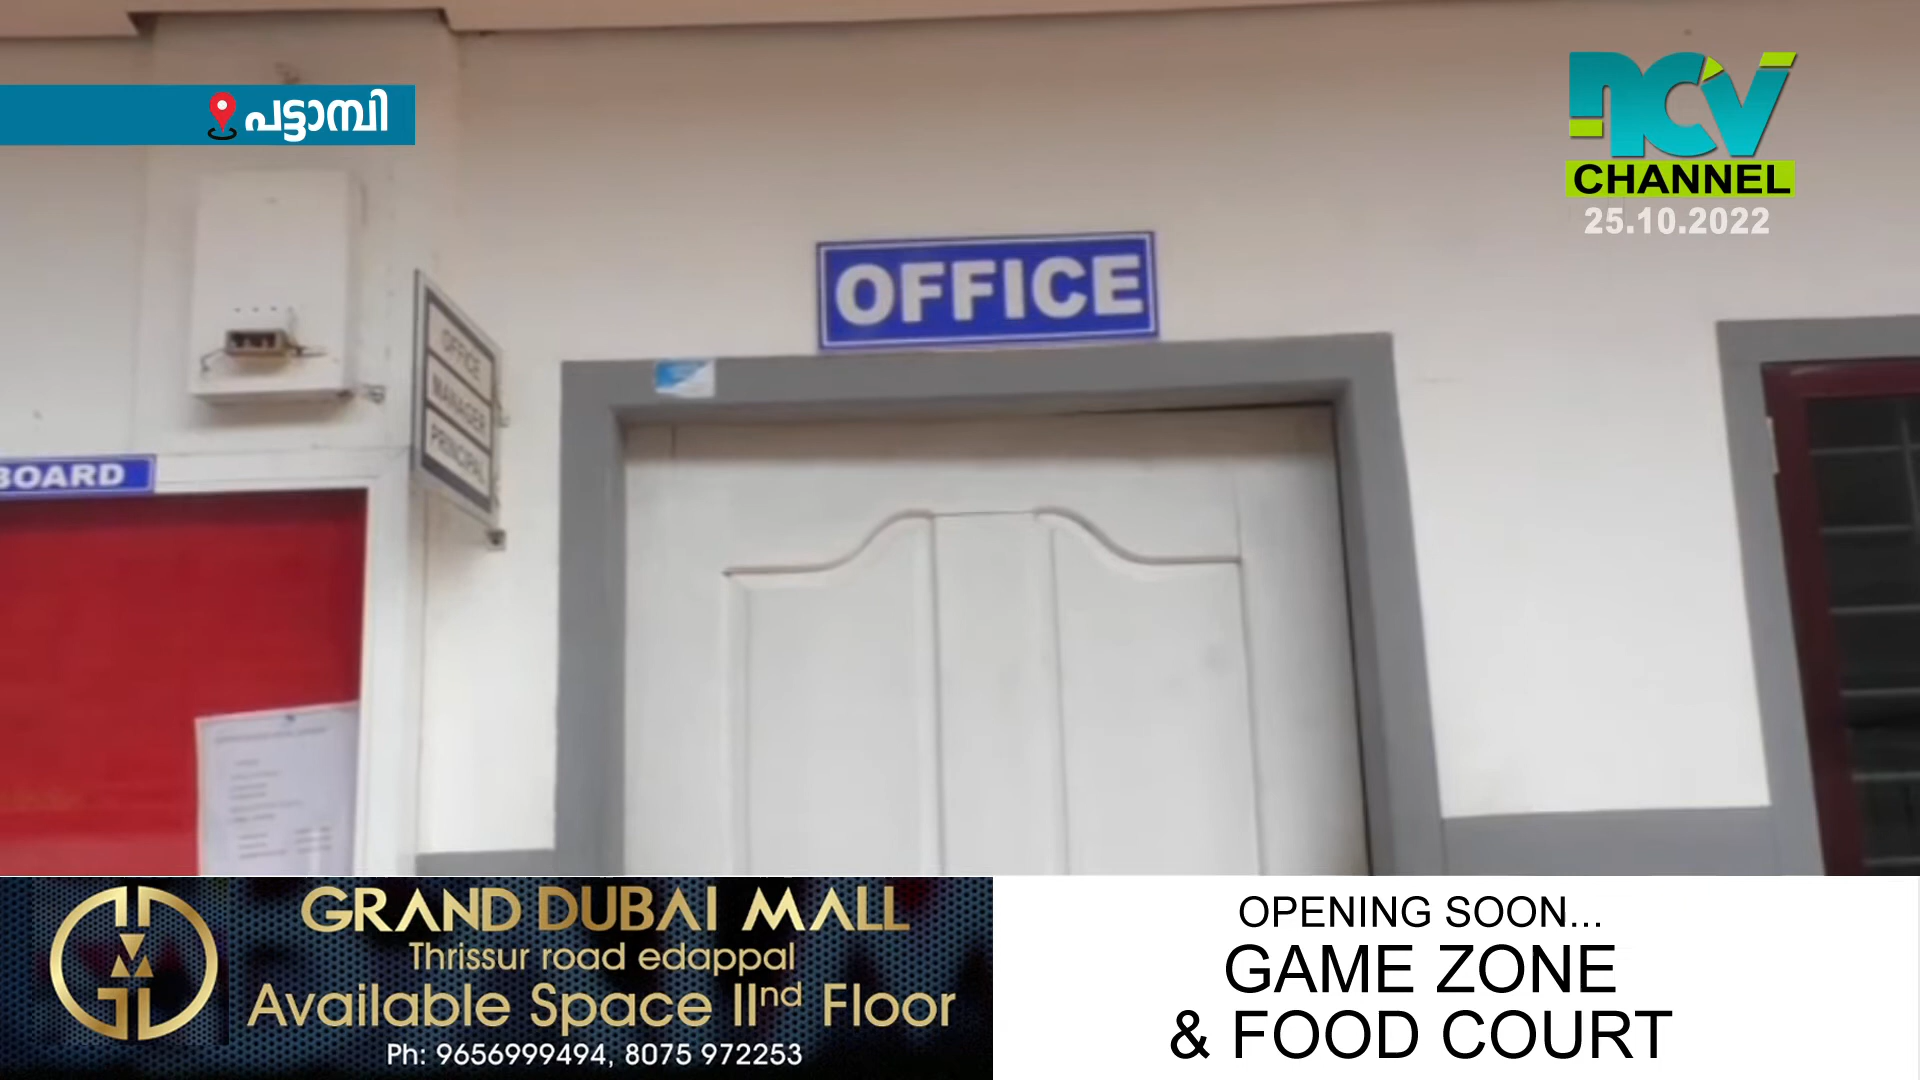 പട്ടാമ്പി
NCV
CHANNEL
25.10.2022
OFFICE
OFFICE
MANAGER
PRINCIPAL
BOARD
GRAND DUBAI MALL
Thrissur road edappal
Available Space IInd Floor
Ph: 9656999494, 8075 972253
OPENING SOON...
GAME ZONE
& FOOD COURT